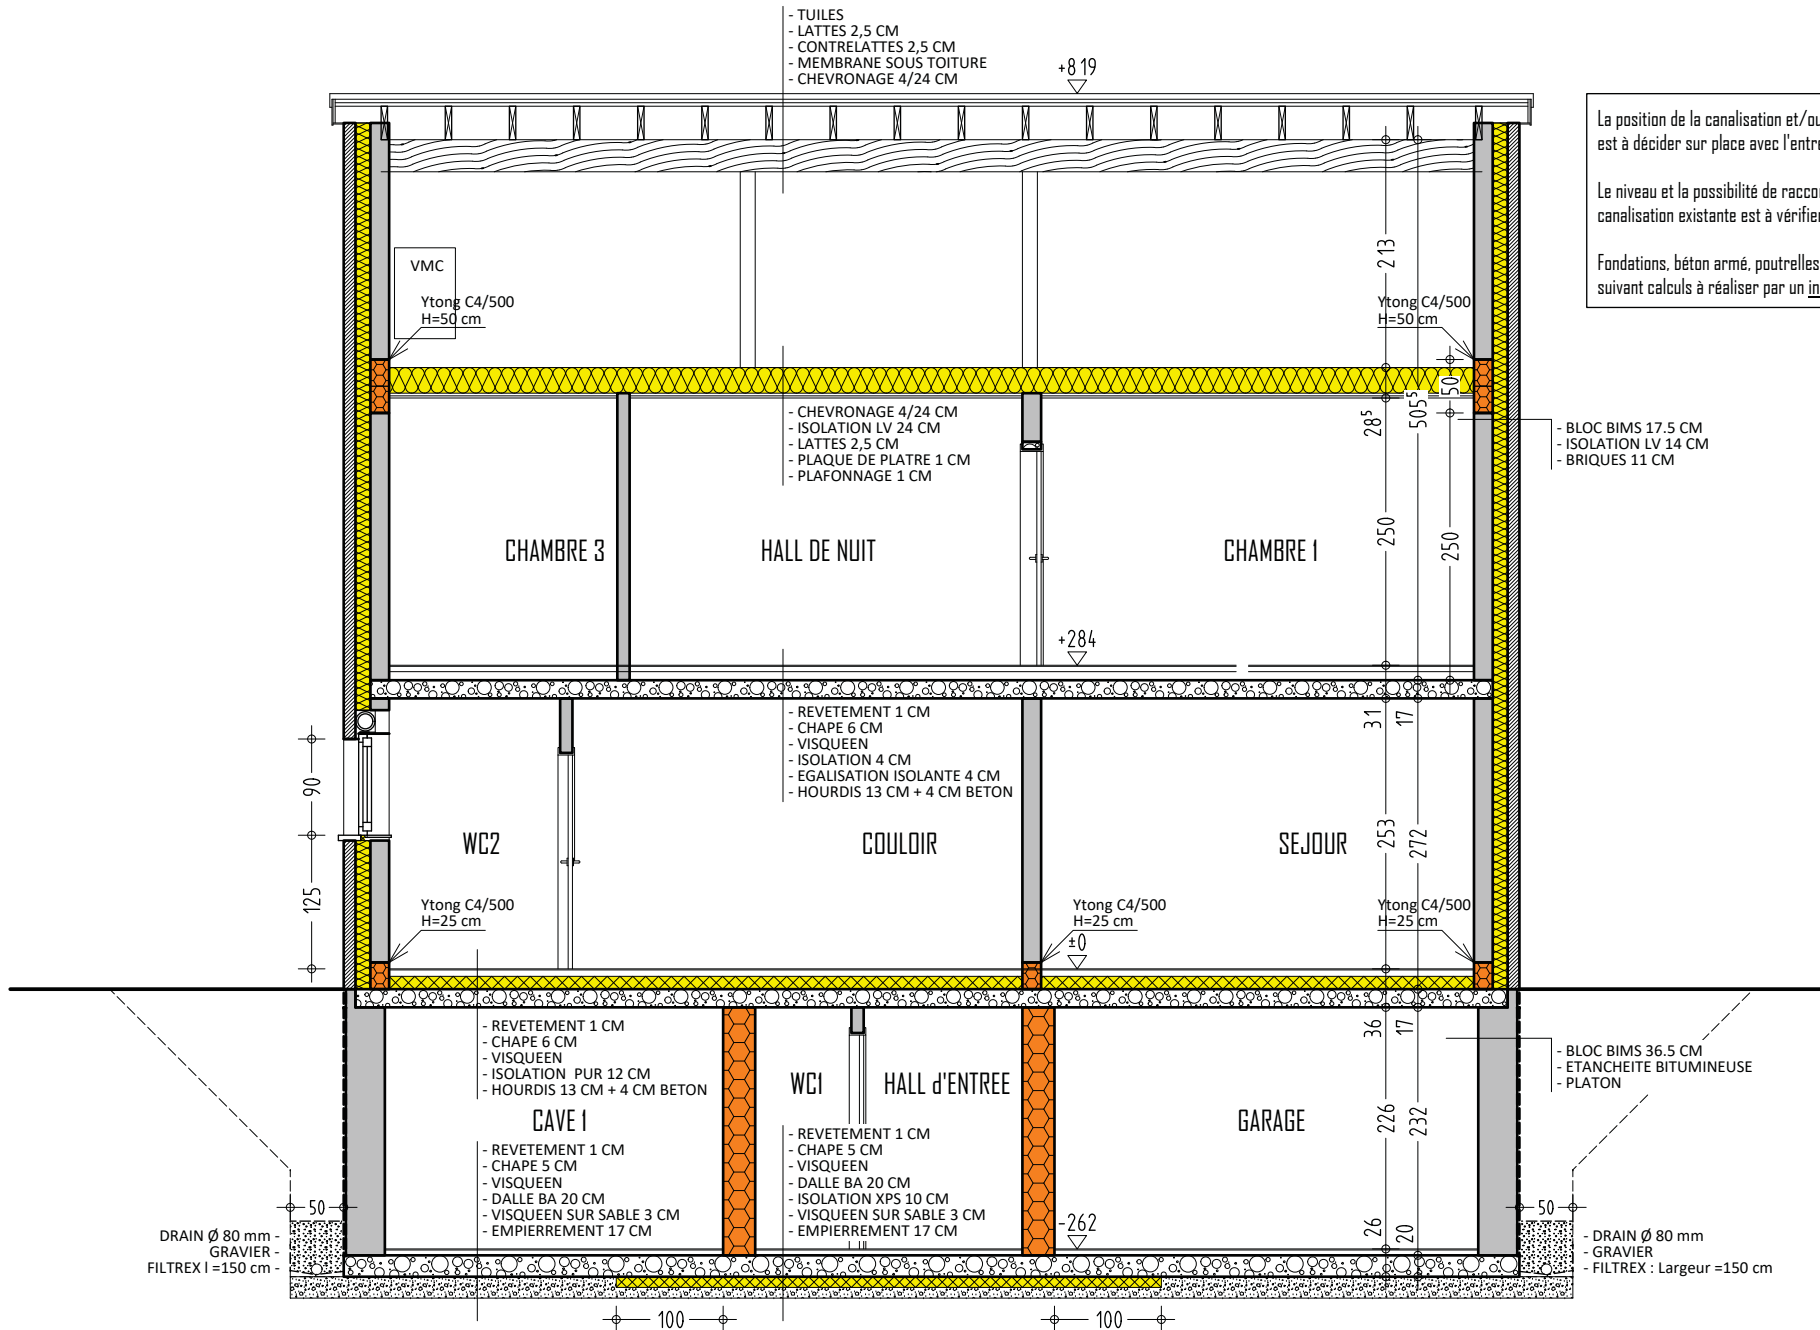 - TUILES
- LATTES 2,5 CM
- CONTRELATTES 2,5 CM
- MEMBRANE SOUS TOITURE
- CHEVRONAGE 4/24 CM
+819
La position de la canalisation et/ou
est à décider sur place avec l'entre
Le niveau et la possibilité de racco
canalisation existante est à vérifie
Fondations, béton armé, poutrelles
suivant calculs à réaliser par un in
VMC
Ytong C4/500
H=50 cm
213
Ytong C4/500
H=50 cm
- CHEVRONAGE 4/24 CM
- ISOLATION LV 24 CM
- LATTES 2,5 CM
- PLAQUE DE PLATRE 1 CM
- PLAFONNAGE 1 CM
28⁵
505⁵
50
- BLOC BIMS 17.5 CM
- ISOLATION LV 14 CM
- BRIQUES 11 CM
CHAMBRE 3
HALL DE NUIT
CHAMBRE 1
250
250
+284
- REVETEMENT 1 CM
- CHAPE 6 CM
- VISQUEEN
- ISOLATION 4 CM
- EGALISATION ISOLANTE 4 CM
- HOURDIS 13 CM + 4 CM BETON
31
17
90
WC2
COULOIR
SEJOUR
253
272
125
Ytong C4/500
H=25 cm
Ytong C4/500
H=25 cm
Ytong C4/500
H=25 cm
±0
- REVETEMENT 1 CM
- CHAPE 6 CM
- VISQUEEN
- ISOLATION PUR 12 CM
- HOURDIS 13 CM + 4 CM BETON
36
17
- BLOC BIMS 36.5 CM
- ETANCHEITE BITUMINEUSE
- PLATON
WC1
HALL d'ENTREE
CAVE 1
GARAGE
226
232
- REVETEMENT 1 CM
- CHAPE 5 CM
- VISQUEEN
- DALLE BA 20 CM
- VISQUEEN SUR SABLE 3 CM
- EMPIERREMENT 17 CM
- REVETEMENT 1 CM
- CHAPE 5 CM
- VISQUEEN
- DALLE BA 20 CM
- ISOLATION XPS 10 CM
- VISQUEEN SUR SABLE 3 CM
- EMPIERREMENT 17 CM
-262
26
20
50
50
DRAIN Ø 80 mm -
GRAVIER -
FILTREX l =150 cm -
- DRAIN Ø 80 mm
- GRAVIER
- FILTREX : Largeur =150 cm
100
100